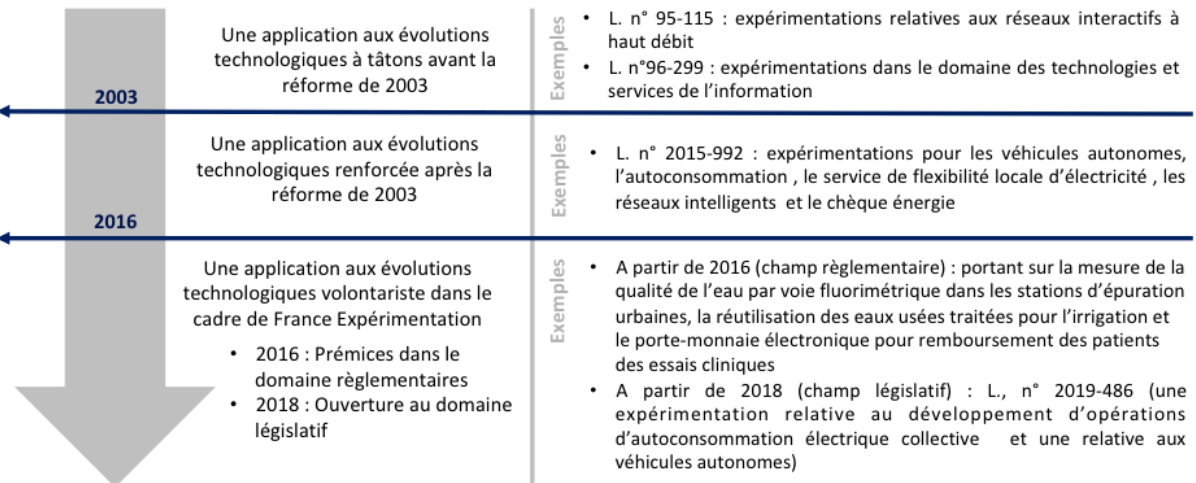 Une application aux évolutions
technologiques à tâtons avant la
réforme de 2003
Exemples
• L. n° 95-115 : expérimentations relatives aux réseaux interactifs à
haut débit
• L. n°96-299 : expérimentations dans le domaine des technologies et
services de l’information
2003
Une application aux évolutions
technologiques renforcée après la
réforme de 2003
Exemples
• L. n° 2015-992 : expérimentations pour les véhicules autonomes,
l’autoconsommation , le service de flexibilité locale d’électricité , les
réseaux intelligents et le chèque énergie
2016
Une application aux évolutions
technologiques volontariste dans le
cadre de France Expérimentation
• 2016 : Prémices dans le
domaine règlementaires
• 2018 : Ouverture au domaine
législatif
Exemples
• A partir de 2016 (champ règlementaire) : portant sur la mesure de la
qualité de l’eau par voie fluorimétrique dans les stations d’épuration
urbaines, la réutilisation des eaux usées traitées pour l’irrigation et
le porte-monnaie électronique pour remboursement des patients
des essais cliniques
• A partir de 2018 (champ législatif) : L., n° 2019-486 (une
expérimentation relative au développement d’opérations
d’autoconsommation électrique collective et une relative aux
véhicules autonomes)